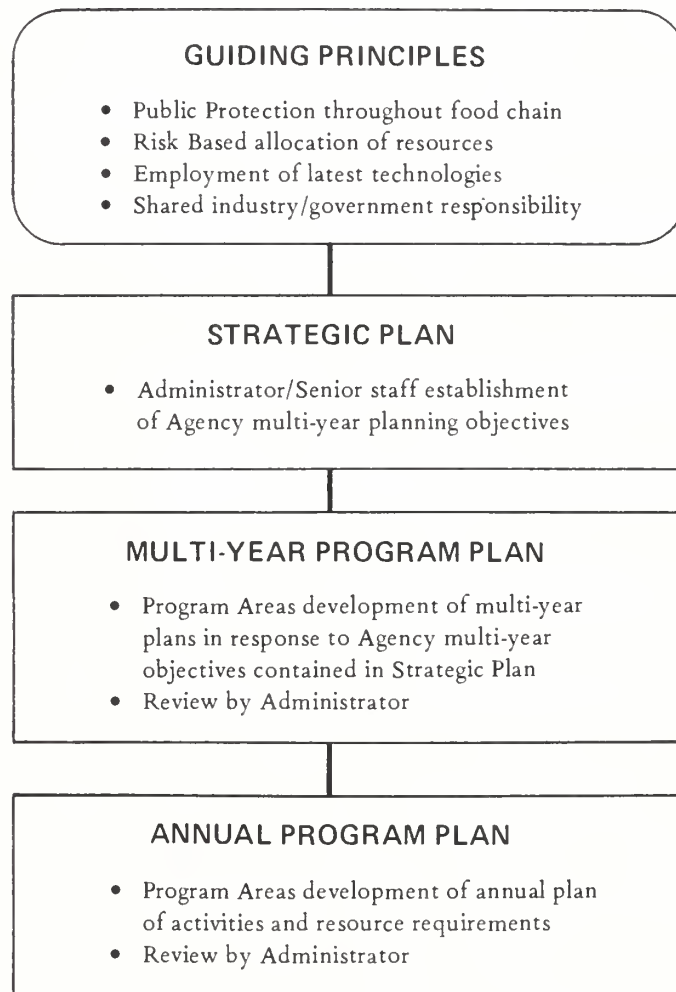 GUIDING PRINCIPLES
• Public Protection throughout food chain
• Risk Based allocation of resources
• Employment of latest technologies
• Shared industry/government responsibility
STRATEGIC PLAN
• Administrator/Senior staff establishment
of Agency multi-year planning objectives
MULTI-YEAR PROGRAM PLAN
• Program Areas development of multi-year
plans in response to Agency multi-year
objectives contained in Strategic Plan
• Review by Administrator
ANNUAL PROGRAM PLAN
• Program Areas development of annual plan
of activities and resource requirements
• Review by Administrator